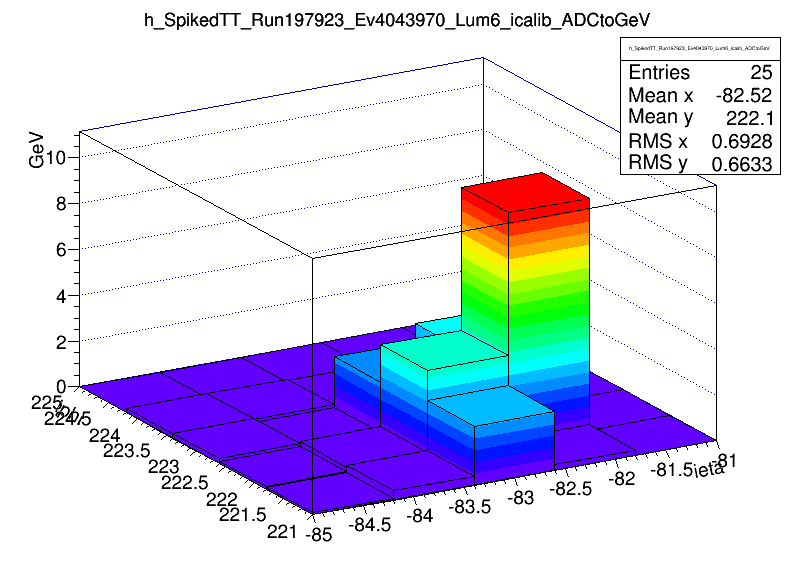 h_SpikedTT_Run197923_Ev4043970_Lum6_icalib_ADCtoGeV
h_SpikedTT_Run197923_Ev4043970_Lum6_icalib_ADCtoGeV
Entries 25
Mean x -82.52
Mean y 222.1
RMS x 0.6928
RMS y 0.6633
GeV
10
8
6
4
2
0
225
224.5
224
223.5
223
222.5
222
221.5
221
-85
-84.5
-84
-83.5
-83
-82.5
-82
-81.5
-81
ieta